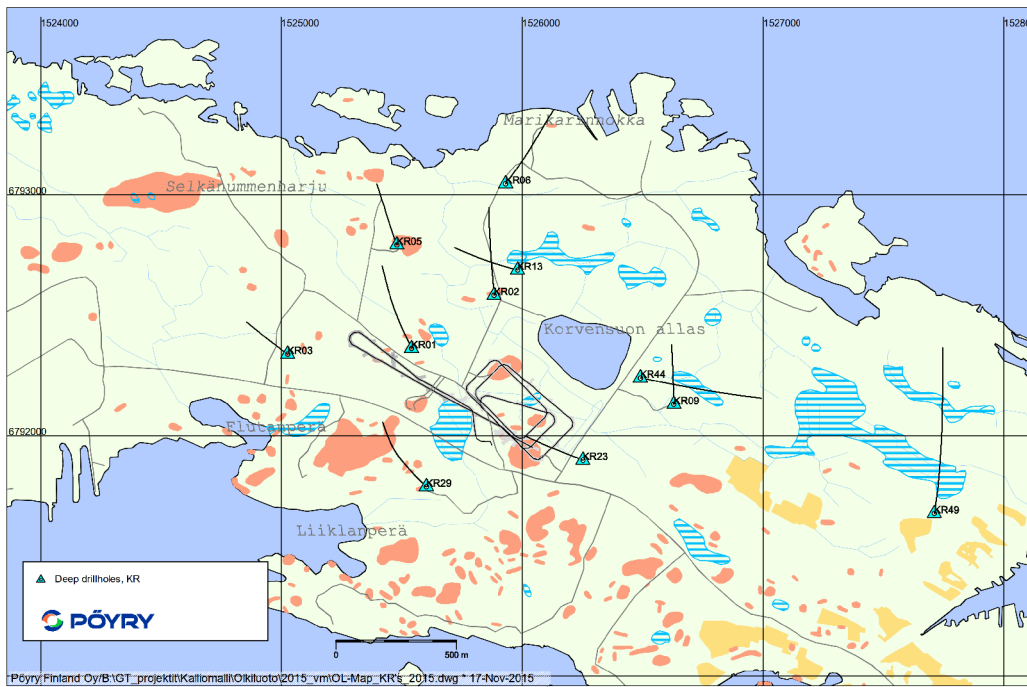 1524000
1525000
1526000
1527000
1528
Marikarinnokka
KR06
Selkänummenharju
6793000
KR05
KR13
KR02
Korvensuon allas
KR01
KR03
KR44
KR09
Flutanperä
6792000
KR23
KR29
KR49
Liiklanperä
Deep drillholes, KR
PÖYRY
500 m
Pöyry Finland Oy/B:\GT_projektit\Kalliomalli\Olkiluoto\2015_vm\OL-Map_KR's_2015.dwg * 17-Nov-2015